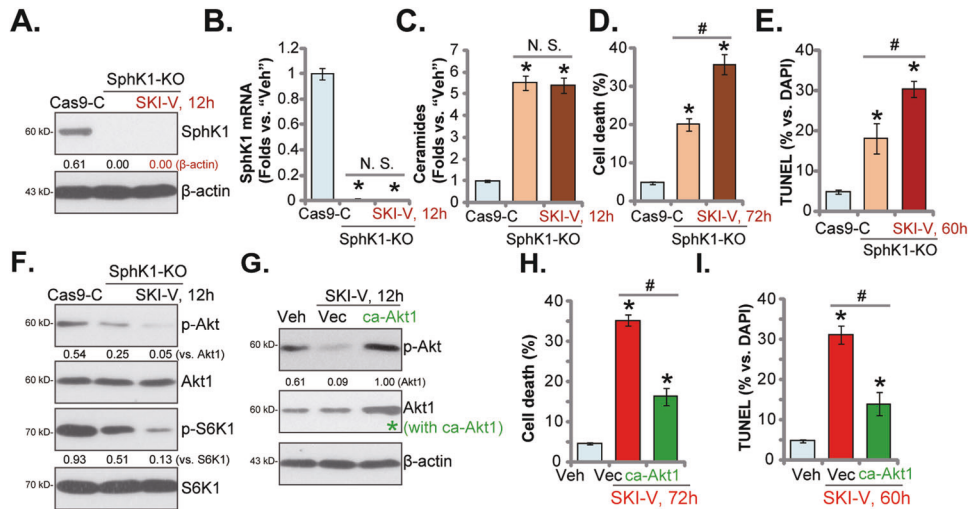 A.
SphK1-KO
Cas9-C SKI-V, 12h
60 kD- SphK1
0.61 0.00 0.00 (β-actin)
43 kD- β-actin
B.
SphK1 mRNA
(Folds vs. “Veh”)
1.2
1
0.8
0.6
0.4
0.2
0
N. S.
* *
Cas9-C SKI-V, 12h
SphK1-KO
C.
Ceramides
(Folds vs. “Veh”)
7
6
5
4
3
2
1
0
N. S.
* *
Cas9-C SKI-V, 12h
SphK1-KO
D.
Cell death (%)
40
20
0
#
* *
Cas9-C SKI-V, 72h
SphK1-KO
E.
TUNEL (% vs. DAPI)
40
30
20
10
0
#
* *
Cas9-C SKI-V, 60h
SphK1-KO
F.
SphK1-KO
Cas9-C SKI-V, 12h
60 kD- p-Akt
0.54 0.25 0.05 (vs. Akt1)
60 kD- Akt1
70 kD- p-S6K1
0.93 0.51 0.13 (vs. S6K1)
70 kD- S6K1
G.
SKI-V, 12h
Veh Vec ca-Akt1
60 kD- p-Akt
0.61 0.09 1.00 (Akt1)
60 kD- Akt1
* (with ca-Akt1)
43 kD- β-actin
H.
Cell death (%)
40
30
20
10
0
#
* *
Veh Vec ca-Akt1
SKI-V, 72h
I.
TUNEL (% vs. DAPI)
40
30
20
10
0
#
* *
Veh Vec ca-Akt1
SKI-V, 60h